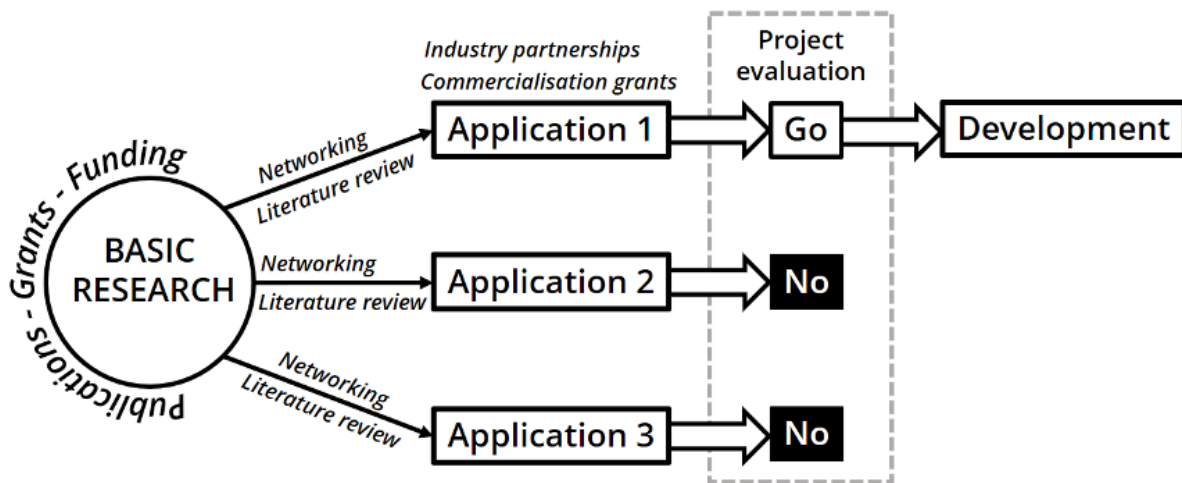 Industry partnerships
Commercialisation grants
Project
evaluation
Application 1
Go
Development
Networking
Literature review
Publications - Grants - Funding
BASIC
RESEARCH
Networking
Literature review
Application 2
No
Networking
Literature review
Application 3
No